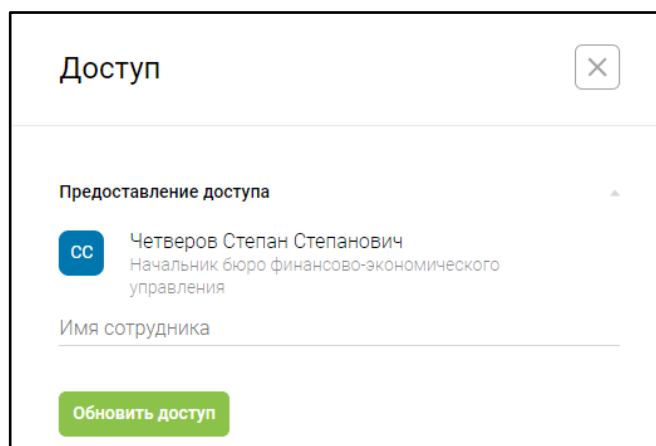 Доступ
Предоставление доступа
СС
Четверов Степан Степанович
Начальник бюро финансово-экономического
управления
Имя сотрудника
Обновить доступ